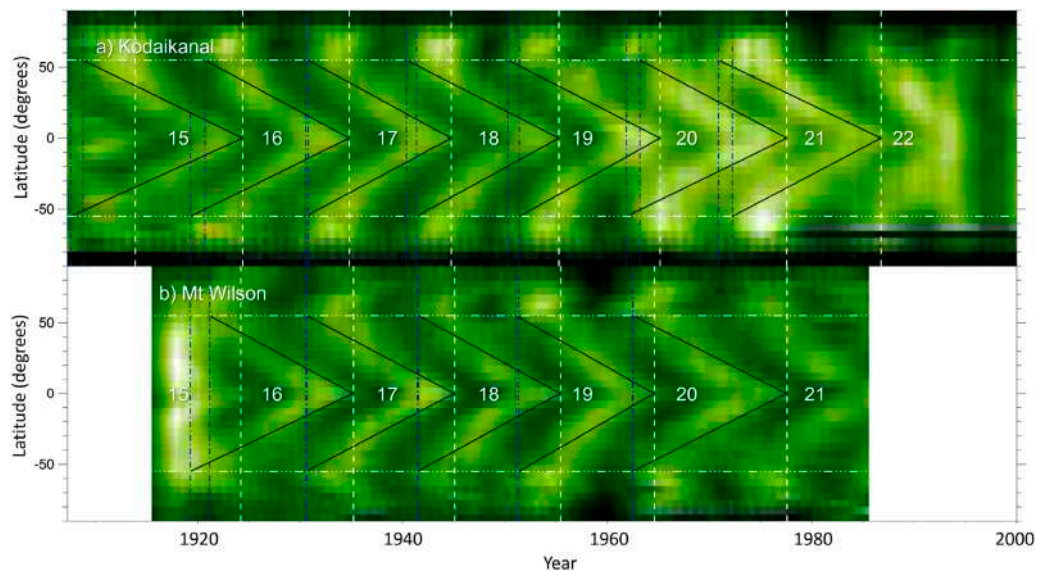 a) Kodaikanal
50
0
-50
Latitude (degrees)
15 16 17 18 19 20 21 22
b) Mt Wilson
50
0
-50
Latitude (degrees)
15 16 17 18 19 20 21
1920 1940 1960 1980 2000
Year